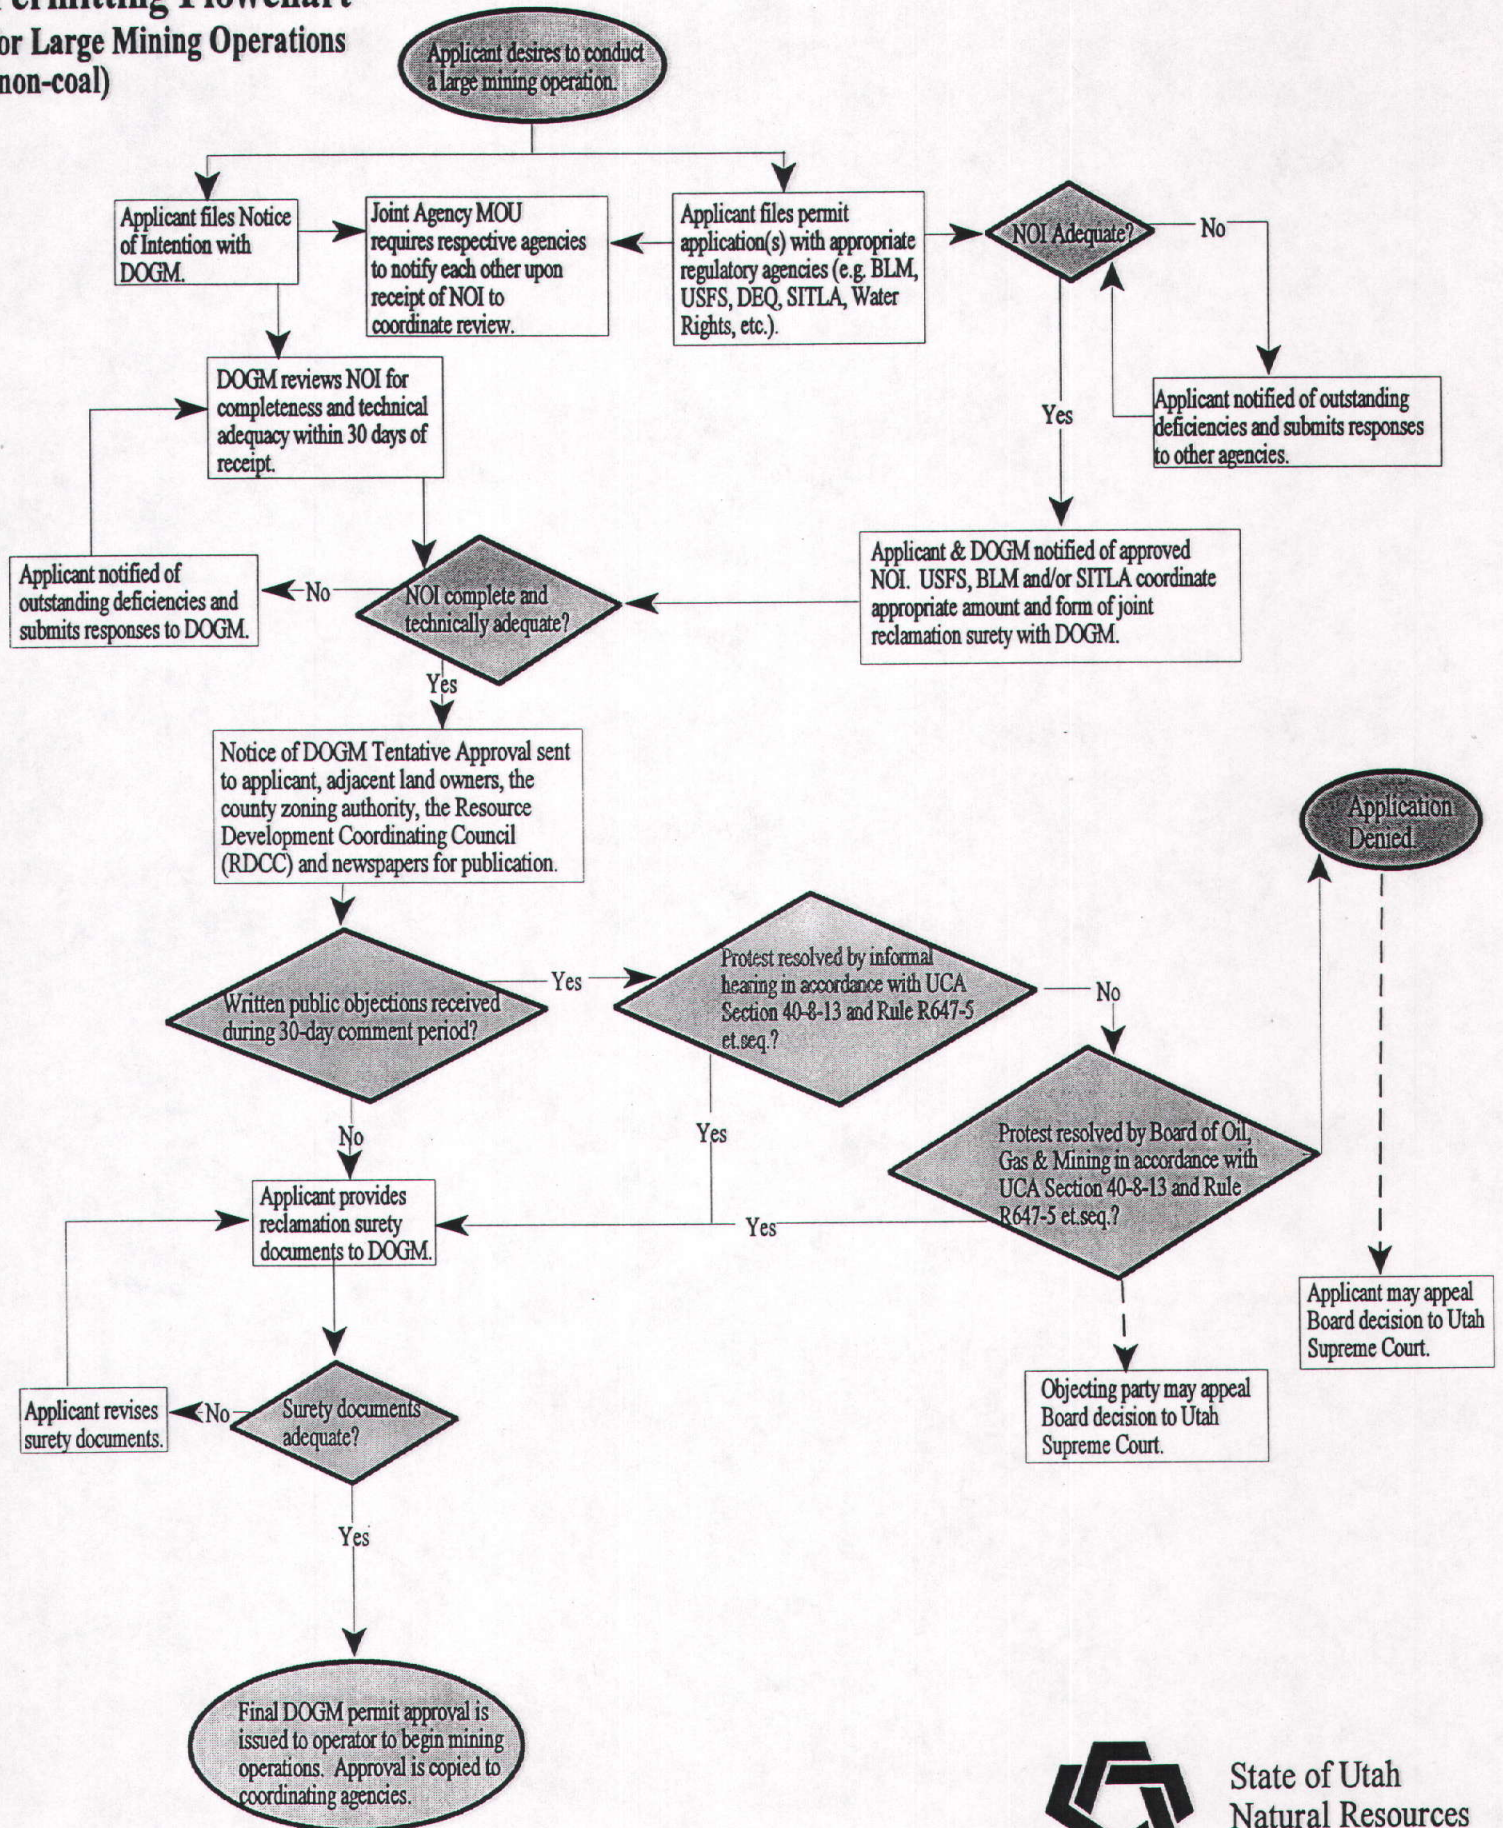 ermitting Flowchart
or Large Mining Operations
non-coal)
Applicant desires to conduct
a large mining operation.
Applicant files Notice
of Intention with
DOGM.
Joint Agency MOU
requires respective agencies
to notify each other upon
receipt of NOI to
coordinate review.
Applicant files permit
application(s) with appropriate
regulatory agencies (e.g. BLM,
USFS, DEQ, SITLA, Water
Rights, etc.).
NOI Adequate?
No
Yes
Applicant notified of outstanding
deficiencies and submits responses
to other agencies.
DOGM reviews NOI for
completeness and technical
adequacy within 30 days of
receipt.
Applicant notified of
outstanding deficiencies and
submits responses to DOGM.
No
NOI complete and
technically adequate?
Applicant & DOGM notified of approved
NOI. USFS, BLM and/or SITLA coordinate
appropriate amount and form of joint
reclamation surety with DOGM.
Yes
Notice of DOGM Tentative Approval sent
to applicant, adjacent land owners, the
county zoning authority, the Resource
Development Coordinating Council
(RDCC) and newspapers for publication.
Application
Denied.
Written public objections received
during 30-day comment period?
Yes
Protest resolved by informal
hearing in accordance with UCA
Section 40-8-13 and Rule R647-5
et.seq.?
No
No
Yes
Protest resolved by Board of Oil,
Gas & Mining in accordance with
UCA Section 40-8-13 and Rule
R647-5 et.seq.?
Applicant provides
reclamation surety
documents to DOGM.
Yes
Applicant may appeal
Board decision to Utah
Supreme Court.
Objecting party may appeal
Board decision to Utah
Supreme Court.
Applicant revises
surety documents.
No
Surety documents
adequate?
Yes
Final DOGM permit approval is
issued to operator to begin mining
operations. Approval is copied to
coordinating agencies.
State of Utah
Natural Resources